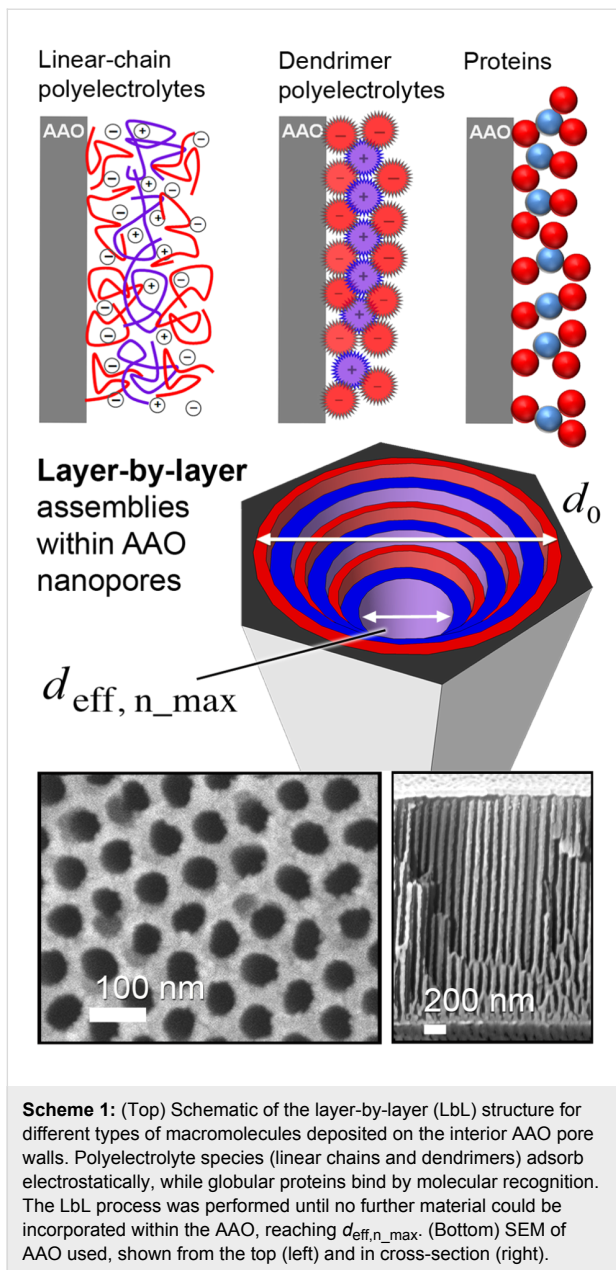 Linear-chain
polyelectrolytes
Dendrimer
polyelectrolytes
Proteins
AAO
AAO
AAO
Layer-by-layer
assemblies
within AAO
nanopores
d0
deff, n_max
100 nm
200 nm
Scheme 1: (Top) Schematic of the layer-by-layer (LbL) structure for
different types of macromolecules deposited on the interior AAO pore
walls. Polyelectrolyte species (linear chains and dendrimers) adsorb
electrostatically, while globular proteins bind by molecular recognition.
The LbL process was performed until no further material could be
incorporated within the AAO, reaching deff,n_max. (Bottom) SEM of
AAO used, shown from the top (left) and in cross-section (right).